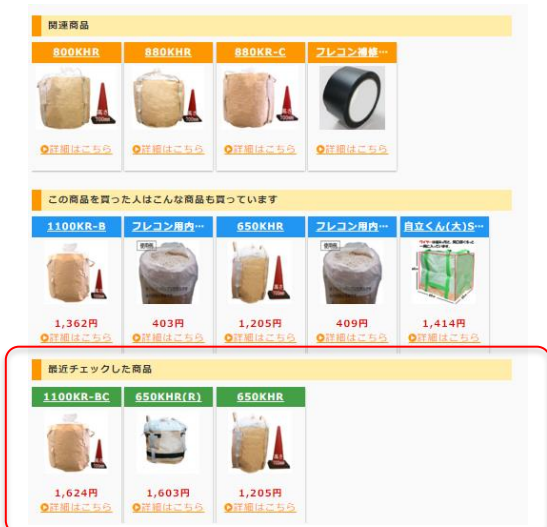 関連商品
800KHR 880KHR 880KR-C フレコン補修…
詳細はこちら 詳細はこちら 詳細はこちら 詳細はこちら
この商品を買った人はこんな商品も買っています
1100KR-B フレコン用内… 650KHR フレコン用内… 自立くん(大)S…
使用例 使用例
1,362円 403円 1,205円 409円 1,414円
詳細はこちら 詳細はこちら 詳細はこちら 詳細はこちら 詳細はこちら
最近チェックした商品
1100KR-BC 650KHR(R) 650KHR
1,624円 1,603円 1,205円
詳細はこちら 詳細はこちら 詳細はこちら